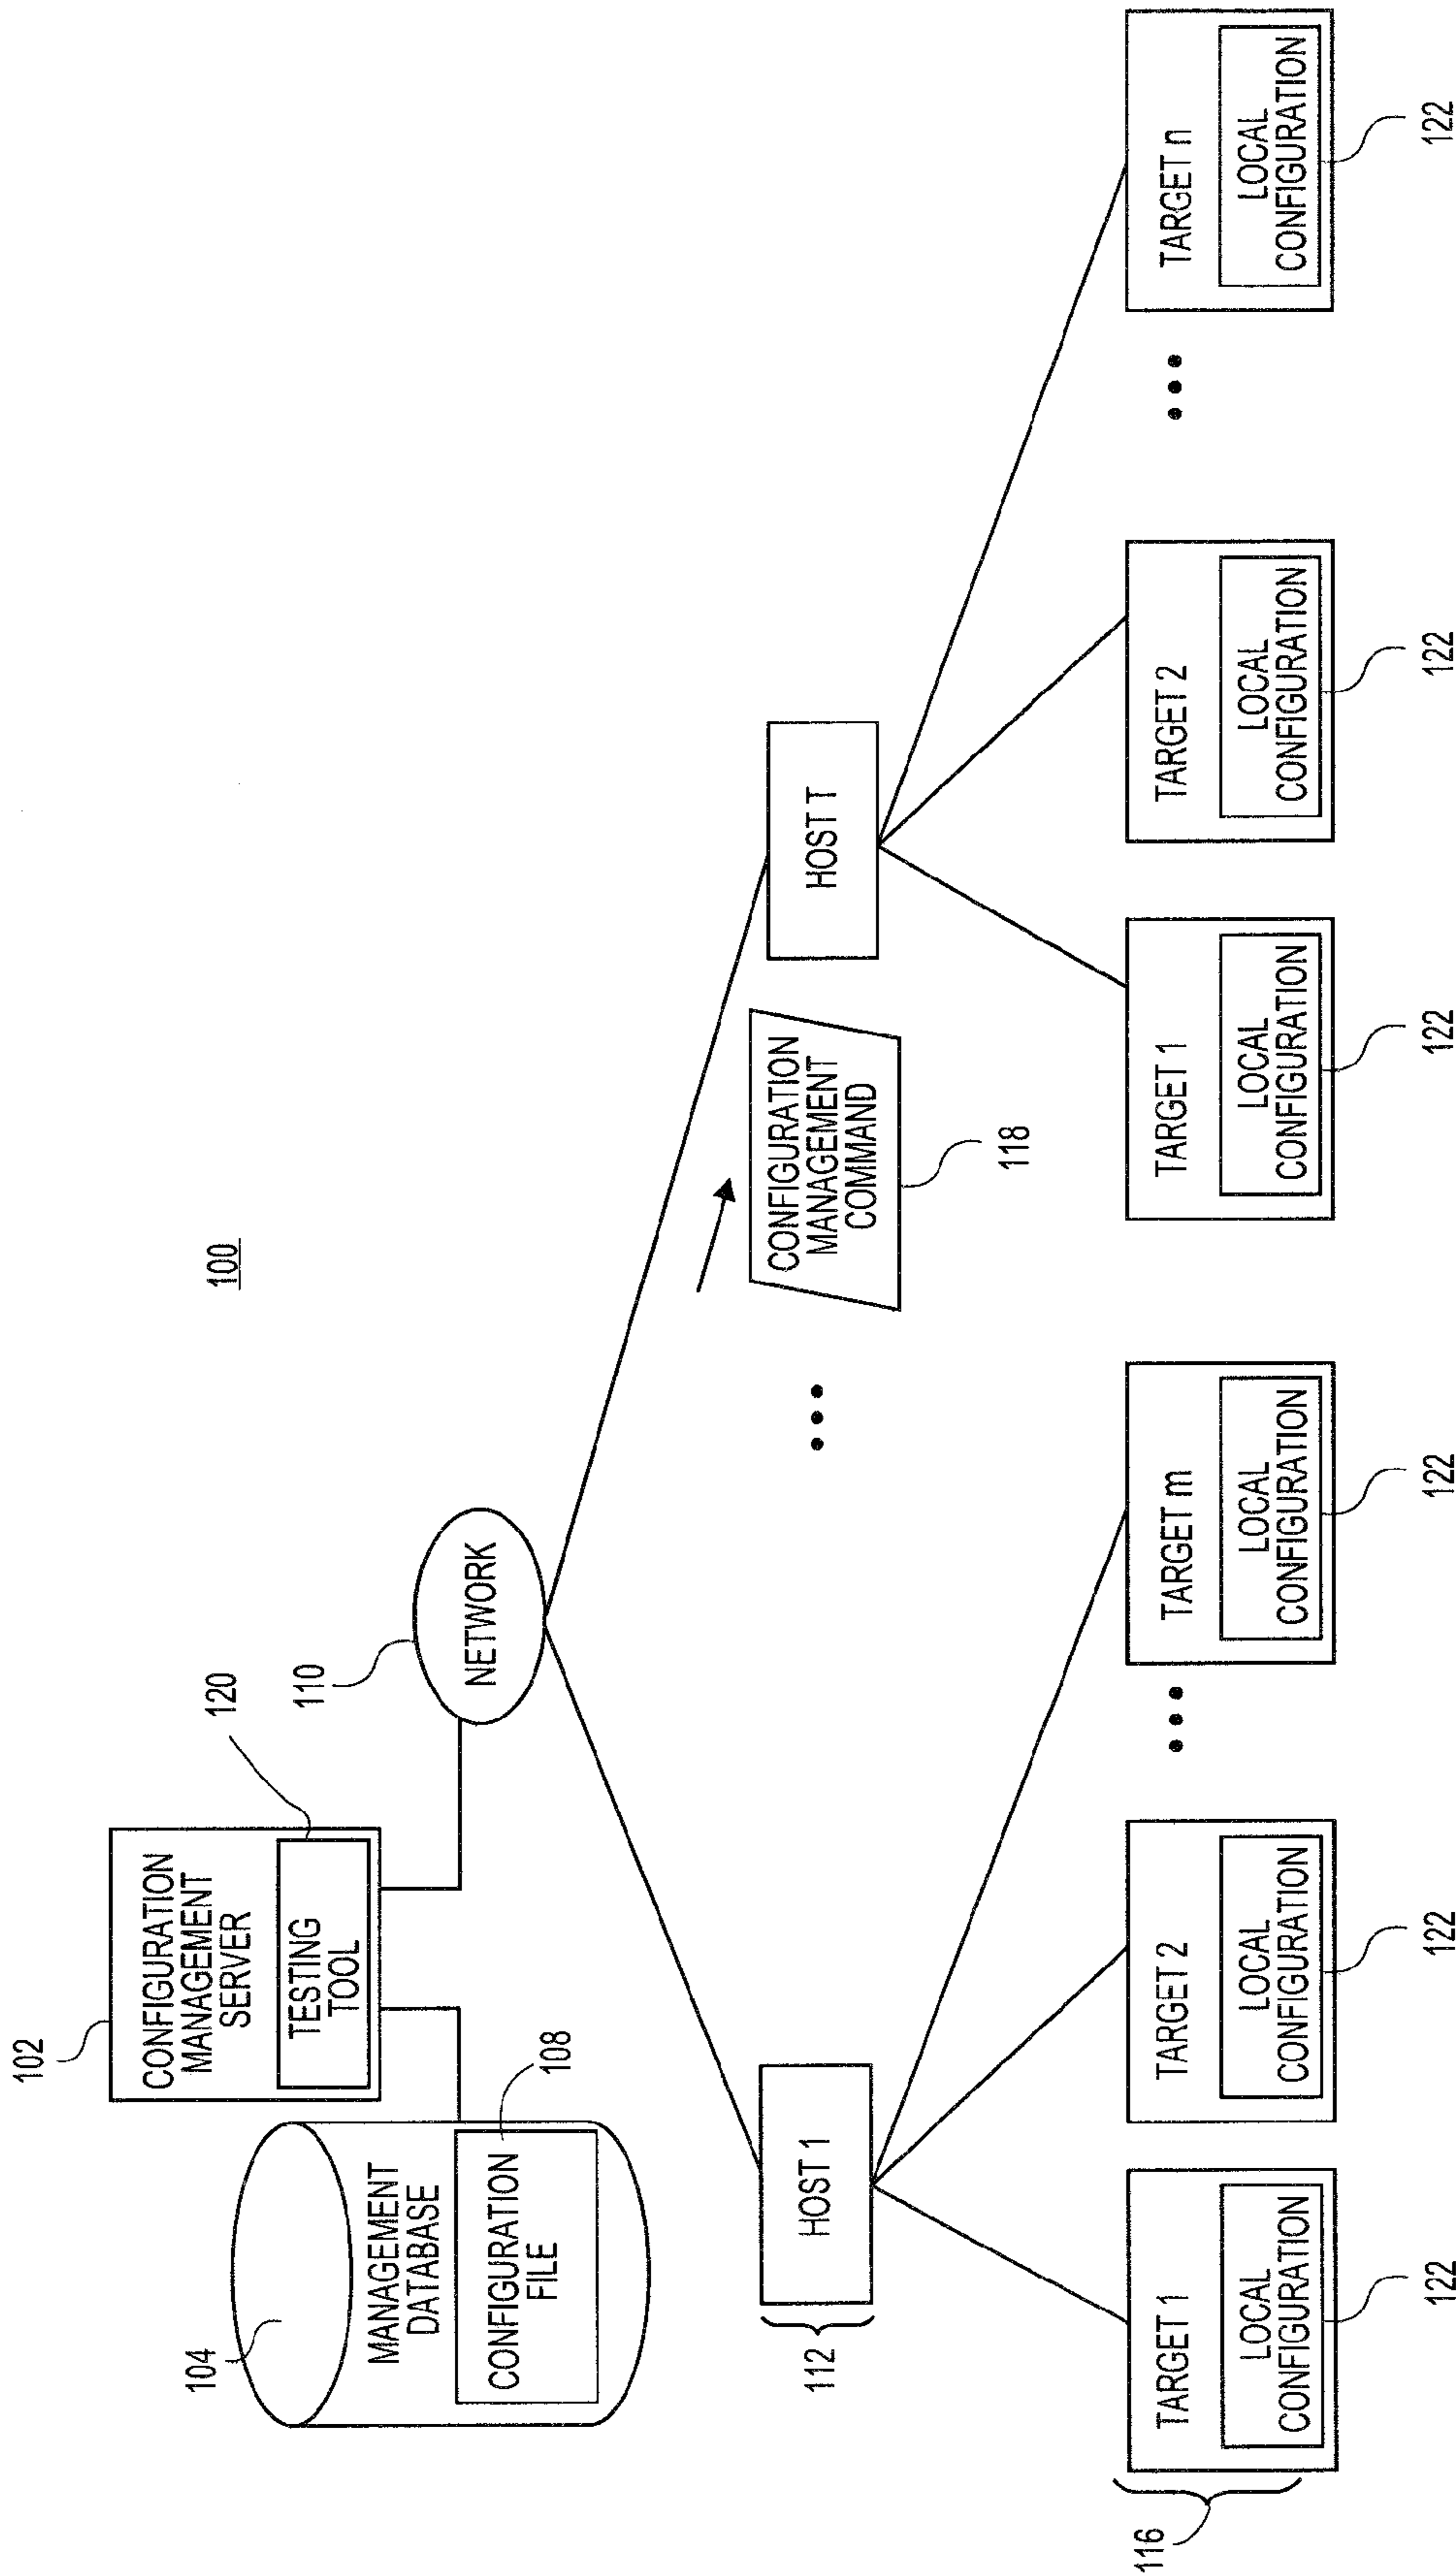 100
102
CONFIGURATION
MANAGEMENT
SERVER
TESTING
TOOL
120
104
MANAGEMENT
DATABASE
CONFIGURATION
FILE
108
110
NETWORK
112
HOST 1
• • •
CONFIGURATION
MANAGEMENT
COMMAND
118
HOST T
116
TARGET 1
LOCAL
CONFIGURATION
122
TARGET 2
LOCAL
CONFIGURATION
122
• • •
TARGET m
LOCAL
CONFIGURATION
122
TARGET 1
LOCAL
CONFIGURATION
122
TARGET 2
LOCAL
CONFIGURATION
122
• • •
TARGET n
LOCAL
CONFIGURATION
122